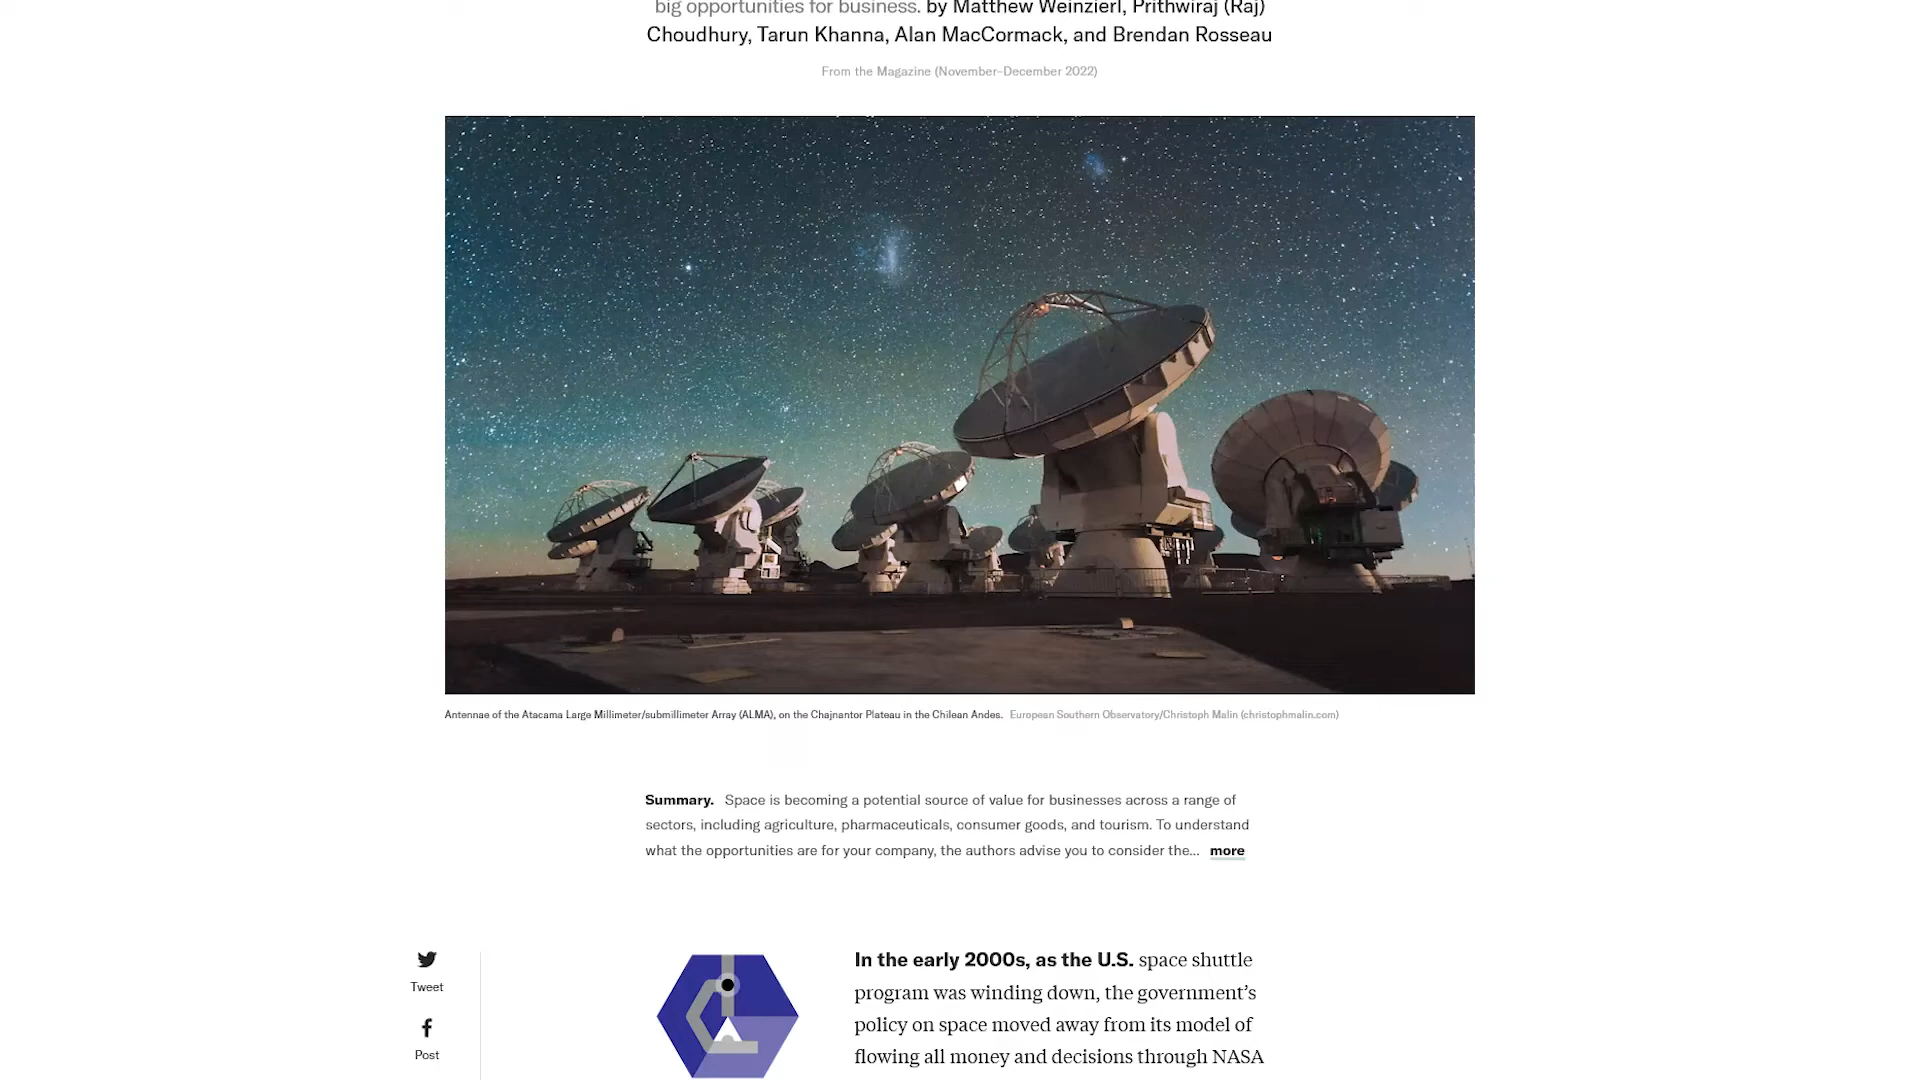 big opportunities for business. by Matthew Weinzierl, Prithwiraj (Raj)
Choudhury, Tarun Khanna, Alan MacCormack, and Brendan Rosseau
From the Magazine (November–December 2022)
Antennae of the Atacama Large Millimeter/submillimeter Array (ALMA), on the Chajnantor Plateau in the Chilean Andes. European Southern Observatory/Christoph Malin (christophmalin.com)
Summary. Space is becoming a potential source of value for businesses across a range of
sectors, including agriculture, pharmaceuticals, consumer goods, and tourism. To understand
what the opportunities are for your company, the authors advise you to consider the... more
Tweet
Post
In the early 2000s, as the U.S. space shuttle
program was winding down, the government’s
policy on space moved away from its model of
flowing all money and decisions through NASA